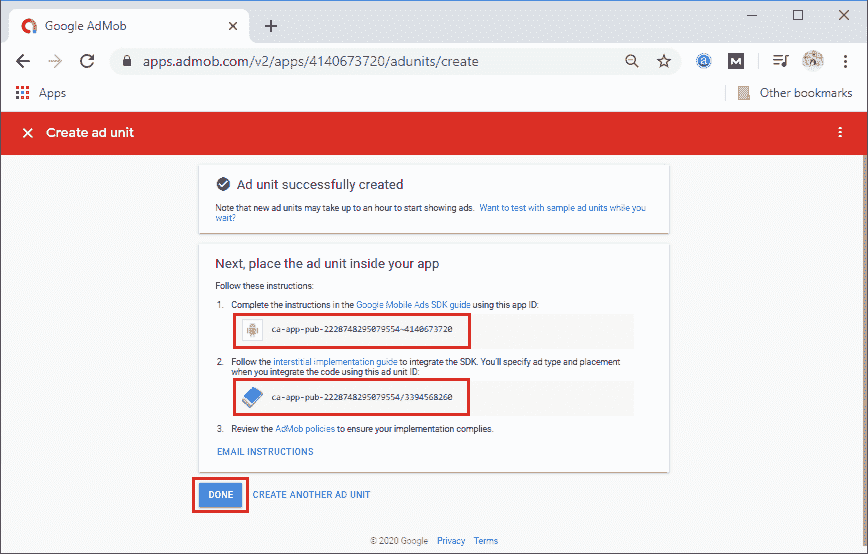 Google AdMob
apps.admob.com/v2/apps/4140673720/adunits/create
Apps
Other bookmarks
Create ad unit
Ad unit successfully created
Note that new ad units may take up to an hour to start showing ads. Want to test with sample ad units while you
wait?
Next, place the ad unit inside your app
Follow these instructions:
1. Complete the instructions in the Google Mobile Ads SDK guide using this app ID:
ca-app-pub-2228748295079554~4140673720
2. Follow the interstitial implementation guide to integrate the SDK. You'll specify ad type and placement
when you integrate the code using this ad unit ID:
ca-app-pub-2228748295079554/3394568260
3. Review the AdMob policies to ensure your implementation complies.
EMAIL INSTRUCTIONS
DONE CREATE ANOTHER AD UNIT
© 2020 Google Privacy Terms